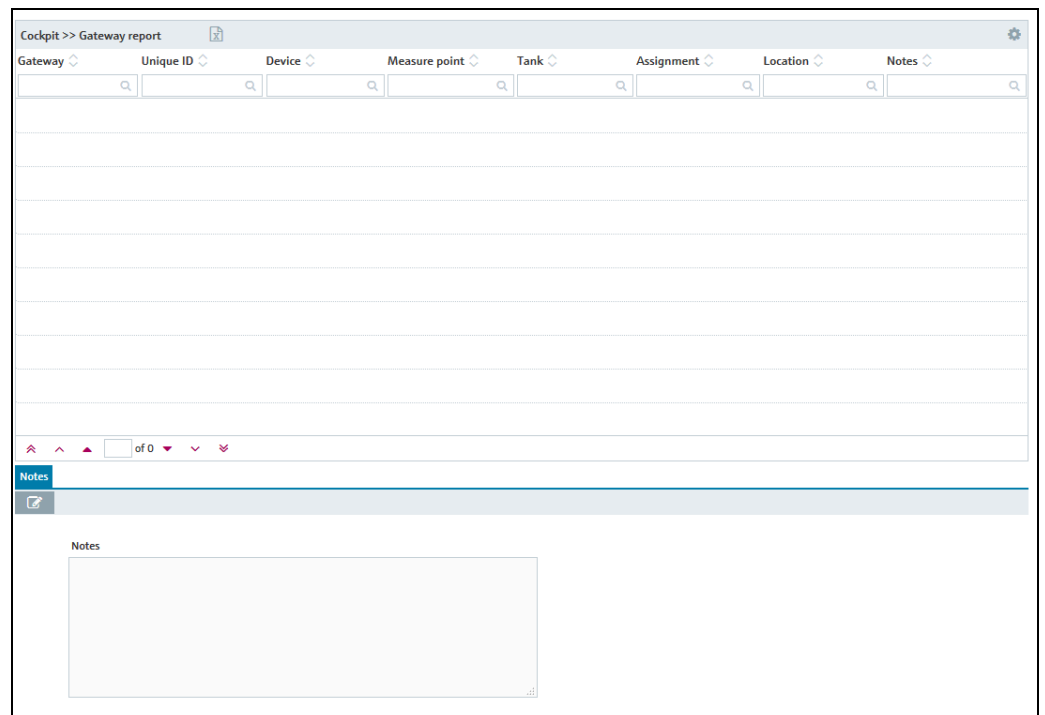 Cockpit >> Gateway report
Gateway Unique ID Device Measure point Tank Assignment Location Notes
of 0
Notes
Notes